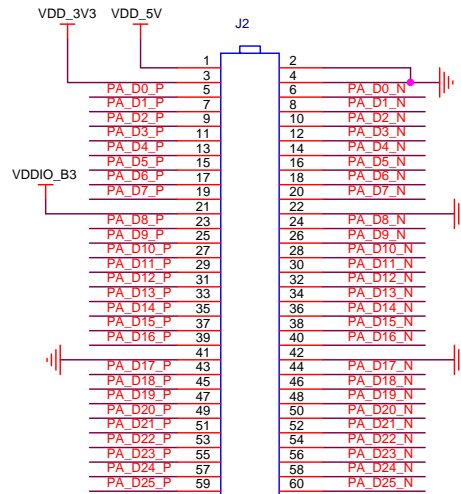 VDD_3V3 VDD_5V J2
1 2
3 4
PA_D0_P 5 6 PA_D0_N
PA_D1_P 7 8 PA_D1_N
PA_D2_P 9 10 PA_D2_N
PA_D3_P 11 12 PA_D3_N
PA_D4_P 13 14 PA_D4_N
PA_D5_P 15 16 PA_D5_N
PA_D6_P 17 18 PA_D6_N
VDDIO_B3
PA_D7_P 19 20 PA_D7_N
21 22
PA_D8_P 23 24 PA_D8_N
PA_D9_P 25 26 PA_D9_N
PA_D10_P 27 28 PA_D10_N
PA_D11_P 29 30 PA_D11_N
PA_D12_P 31 32 PA_D12_N
PA_D13_P 33 34 PA_D13_N
PA_D14_P 35 36 PA_D14_N
PA_D15_P 37 38 PA_D15_N
PA_D16_P 39 40 PA_D16_N
41 42
PA_D17_P 43 44 PA_D17_N
PA_D18_P 45 46 PA_D18_N
PA_D19_P 47 48 PA_D19_N
PA_D20_P 49 50 PA_D20_N
PA_D21_P 51 52 PA_D21_N
PA_D22_P 53 54 PA_D22_N
PA_D23_P 55 56 PA_D23_N
PA_D24_P 57 58 PA_D24_N
PA_D25_P 59 60 PA_D25_N